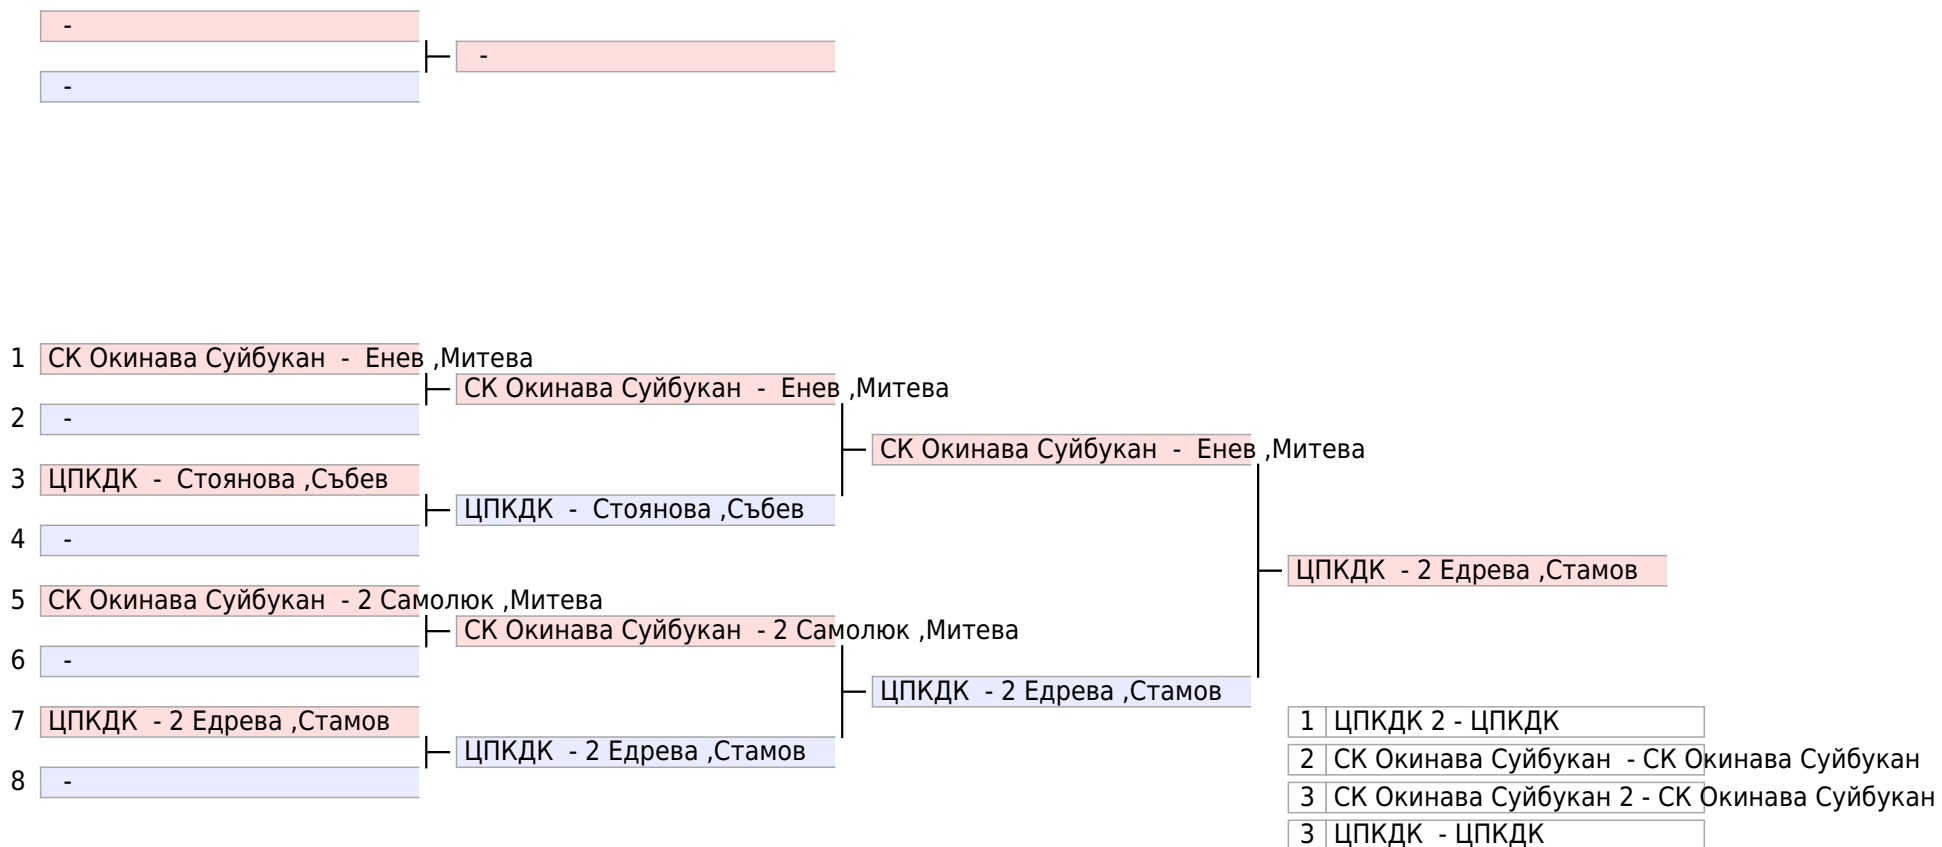 -
-
-
1 СК Окинава Суйбукан - Енев ,Митева
СК Окинава Суйбукан - Енев ,Митева
2 -
СК Окинава Суйбукан - Енев ,Митева
3 ЦПКДК - Стоянова ,Събев
ЦПКДК - Стоянова ,Събев
4 -
ЦПКДК - 2 Едрева ,Стамов
5 СК Окинава Суйбукан - 2 Самолюк ,Митева
СК Окинава Суйбукан - 2 Самолюк ,Митева
6 -
ЦПКДК - 2 Едрева ,Стамов
7 ЦПКДК - 2 Едрева ,Стамов
ЦПКДК - 2 Едрева ,Стамов
8 -
1 ЦПКДК 2 - ЦПКДК
2 СК Окинава Суйбукан - СК Окинава Суйбукан
3 СК Окинава Суйбукан 2 - СК Окинава Суйбукан
3 ЦПКДК - ЦПКДК